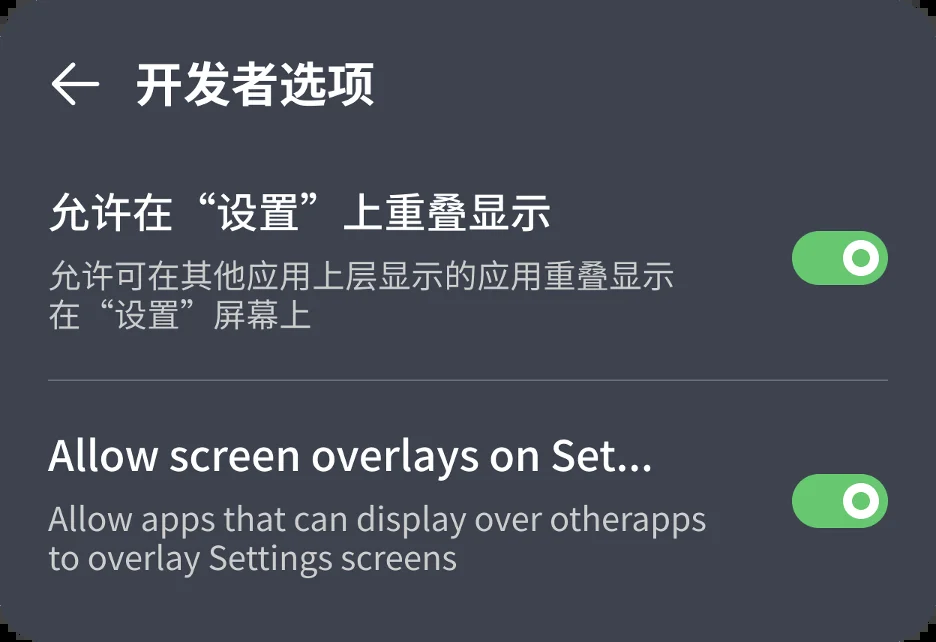 开发者选项
允许在“设置”上重叠显示
允许可在其他应用上层显示的应用重叠显示
在“设置”屏幕上
Allow screen overlays on Set...
Allow apps that can display over otherapps
to overlay Settings screens